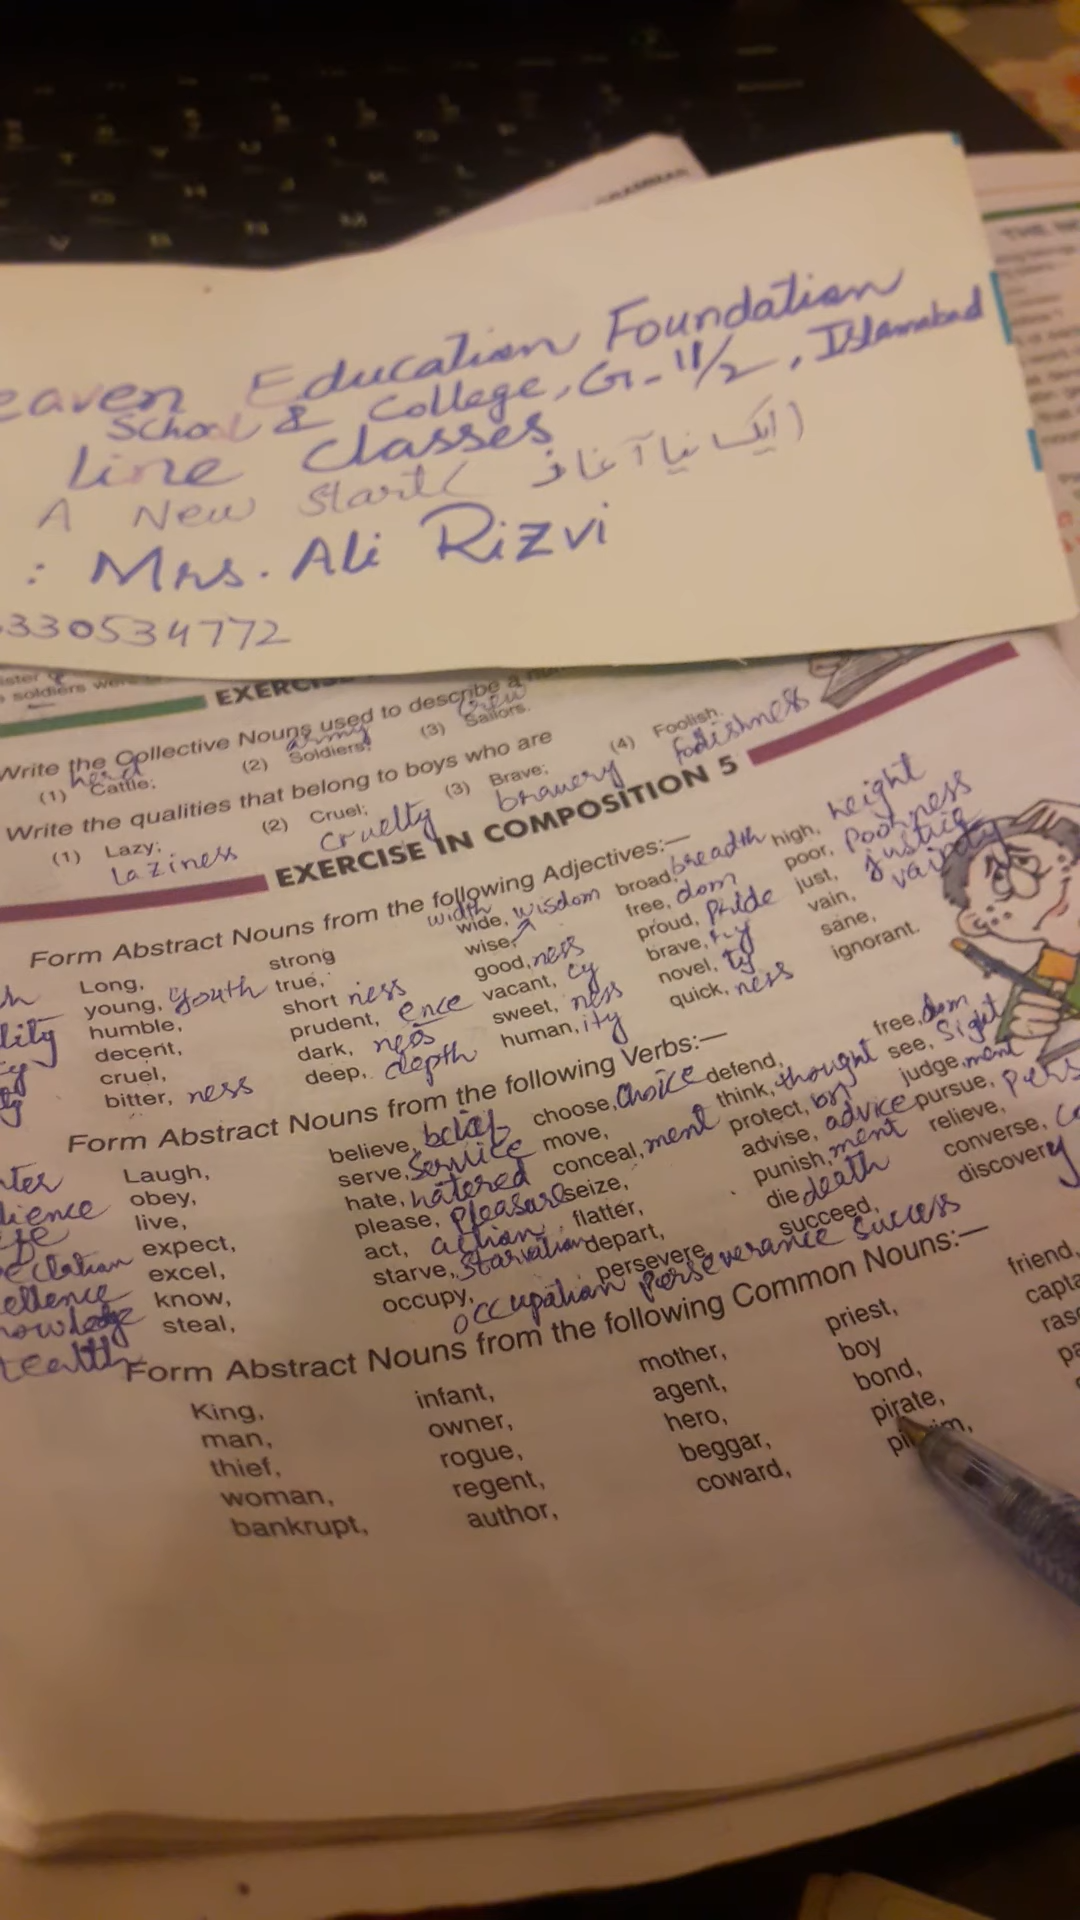 Education Foundation
School & College, G-11/2, Islamabad
Line Classes
A New Start (ایک نیا آغاز)
: Mrs. Ali Rizvi
330534772
EXERCISE
Write the Collective Nouns used to describe a
herd army crew
(1) Cattle; (2) Soldiers; (3) Sailors.
Write the qualities that belong to boys who are
(1) Lazy; (2) Cruel; (3) Brave; (4) Foolish.
laziness cruelty bravery foolishness
EXERCISE IN COMPOSITION 5
Form Abstract Nouns from the following Adjectives:—
Long, strong wide, width broad, breadth high, height
young, youth true, wise, wisdom free, dom poor, poorness
humble, short ness good, ness proud, pride just, justice
decent, prudent, ence vacant, cy brave, ry vain,
cruel, dark, ness sweet, ness novel, ty sane,
bitter, ness deep, depth human, ity quick, ness ignorant.
Form Abstract Nouns from the following Verbs:—
Laugh, believe, belief choose, choice defend, free, dom
obey, serve, service move, think, thought see, sight
live, hate, hatered conceal, ment protect, on judge, ment
expect, please, pleasure seize, advise, advice pursue,
excel, act, action flatter, punish, ment relieve,
know, starve, starvation depart, die death converse,
steal, occupy, occupation persevere, perseverance succeed, success discovery
Form Abstract Nouns from the following Common Nouns:—
King, infant, mother, priest, friend,
man, owner, agent, boy
thief, rogue, hero, bond,
woman, regent, beggar, pirate,
bankrupt, author, coward,